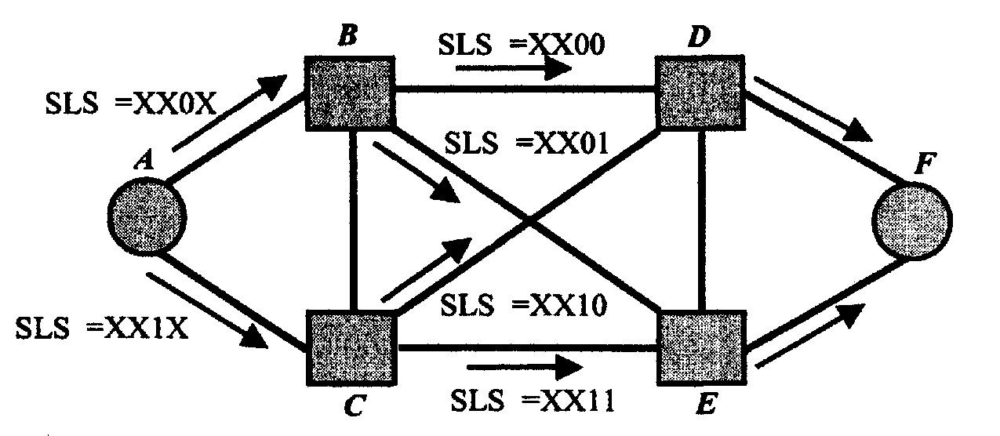 B
SLS =XX00
D
SLS =XX0X
SLS =XX01
A
F
SLS =XX10
SLS =XX1X
C
SLS =XX11
E